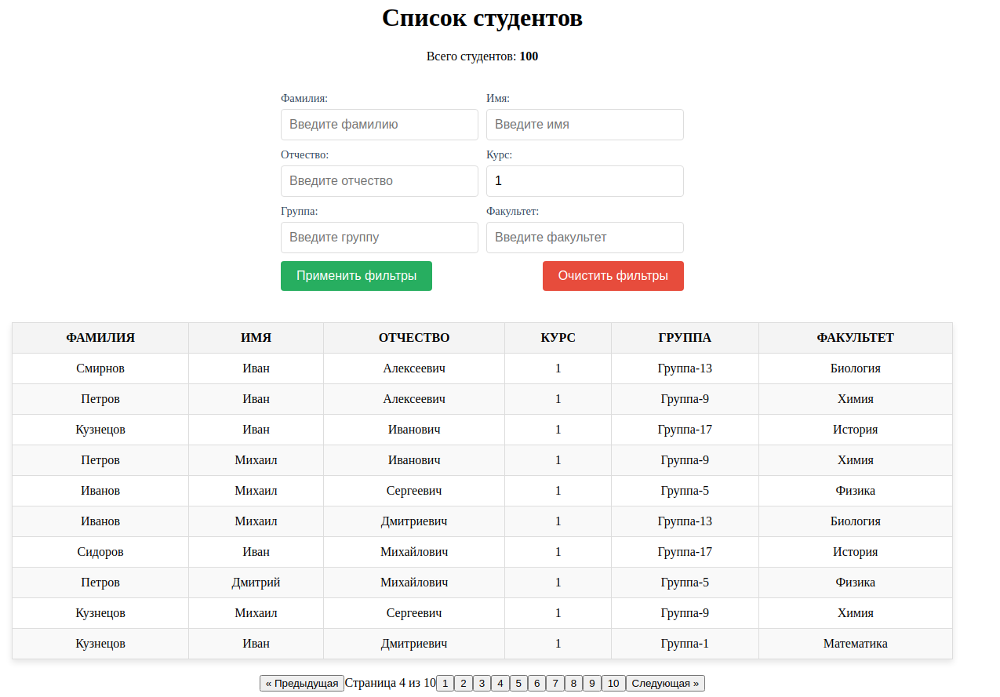 Список студентов
Всего студентов: 100
Фамилия: Имя:
Введите фамилию Введите имя
Отчество: Курс:
Введите отчество 1
Группа: Факультет:
Введите группу Введите факультет
Применить фильтры Очистить фильтры
ФАМИЛИЯ ИМЯ ОТЧЕСТВО КУРС ГРУППА ФАКУЛЬТЕТ
Смирнов Иван Алексеевич 1 Группа-13 Биология
Петров Иван Алексеевич 1 Группа-9 Химия
Кузнецов Иван Иванович 1 Группа-17 История
Петров Михаил Иванович 1 Группа-9 Химия
Иванов Михаил Сергеевич 1 Группа-5 Физика
Иванов Михаил Дмитриевич 1 Группа-13 Биология
Сидоров Иван Михайлович 1 Группа-17 История
Петров Дмитрий Михайлович 1 Группа-5 Физика
Кузнецов Михаил Сергеевич 1 Группа-9 Химия
Кузнецов Иван Дмитриевич 1 Группа-1 Математика
« Предыдущая Страница 4 из 10 1 2 3 4 5 6 7 8 9 10 Следующая »